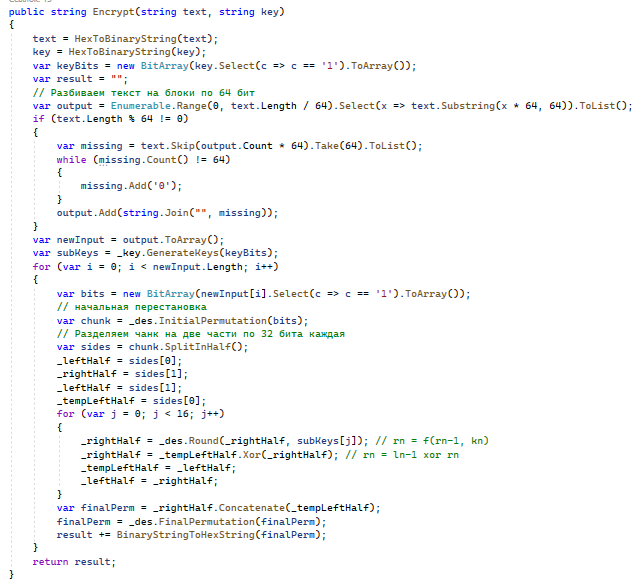 public string Encrypt(string text, string key)
{
text = HexToBinaryString(text);
key = HexToBinaryString(key);
var keyBits = new BitArray(key.Select(c => c == '1').ToArray());
var result = "";
// Разбиваем текст на блоки по 64 бит
var output = Enumerable.Range(0, text.Length / 64).Select(x => text.Substring(x * 64, 64)).ToList();
if (text.Length % 64 != 0)
{
var missing = text.Skip(output.Count * 64).Take(64).ToList();
while (missing.Count() != 64)
{
missing.Add('0');
}
output.Add(string.Join("", missing));
}
var newInput = output.ToArray();
var subKeys = _key.GenerateKeys(keyBits);
for (var i = 0; i < newInput.Length; i++)
{
var bits = new BitArray(newInput[i].Select(c => c == '1').ToArray());
// начальная перестановка
var chunk = _des.InitialPermutation(bits);
// Разделяем чанк на две части по 32 бита каждая
var sides = chunk.SplitInHalf();
_leftHalf = sides[0];
_rightHalf = sides[1];
_leftHalf = sides[1];
_tempLeftHalf = sides[0];
for (var j = 0; j < 16; j++)
{
_rightHalf = _des.Round(_rightHalf, subKeys[j]); // rn = f(rn-1, kn)
_rightHalf = _tempLeftHalf.Xor(_rightHalf); // rn = ln-1 xor rn
_tempLeftHalf = _leftHalf;
_leftHalf = _rightHalf;
}
var finalPerm = _rightHalf.Concatenate(_tempLeftHalf);
finalPerm = _des.FinalPermutation(finalPerm);
result += BinaryStringToHexString(finalPerm);
}
return result;
}